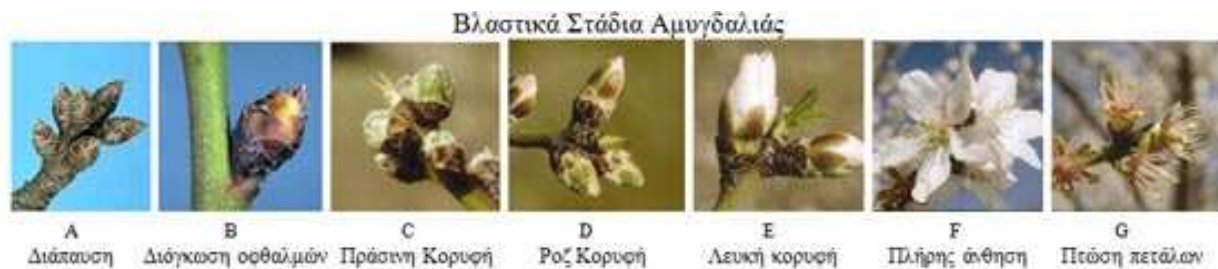 Βλαστικά Στάδια Αμυγδαλιάς
A B C D E F G
Διάπαυση Διόγκωση οφθαλμών Πράσινη Κορυφή Ροζ Κορυφή Λευκή κορυφή Πλήρης άνθηση Πτώση πετάλων